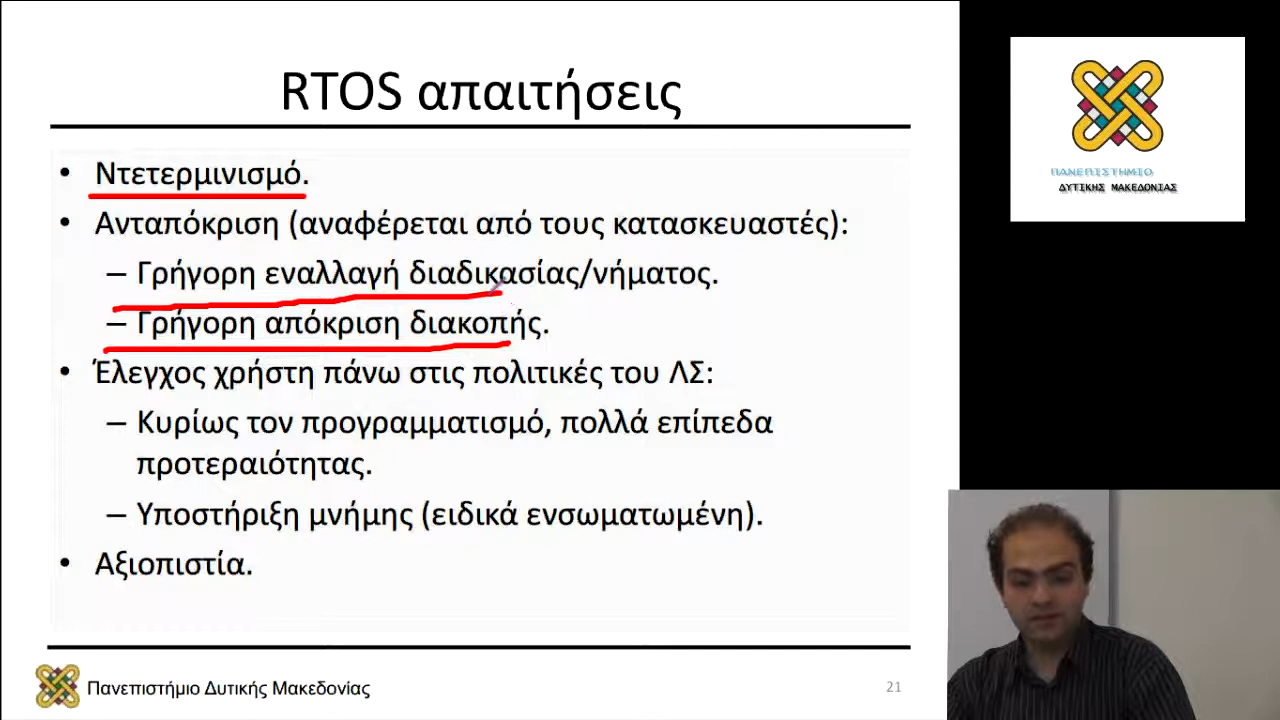 RTOS απαιτήσεις
• Ντετερμινισμό.
• Ανταπόκριση (αναφέρεται από τους κατασκευαστές):
– Γρήγορη εναλλαγή διαδικασίας/νήματος.
– Γρήγορη απόκριση διακοπής.
• Έλεγχος χρήστη πάνω στις πολιτικές του ΛΣ:
– Κυρίως τον προγραμματισμό, πολλά επίπεδα
προτεραιότητας.
– Υποστήριξη μνήμης (ειδικά ενσωματωμένη).
• Αξιοπιστία.
Πανεπιστήμιο Δυτικής Μακεδονίας
21
ΠΑΝΕΠΙΣΤΗΜΙΟ
ΔΥΤΙΚΗΣ ΜΑΚΕΔΟΝΙΑΣ